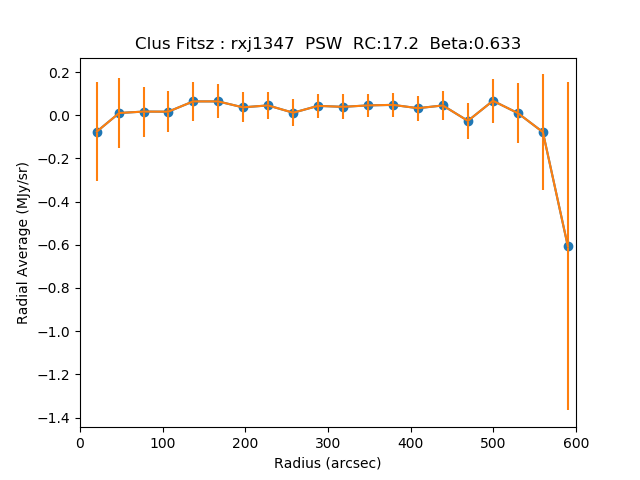 Clus Fitsz : rxj1347  PSW  RC:17.2  Beta:0.633
0.2
0.0
−0.2
−0.4
−0.6
−0.8
−1.0
−1.2
−1.4
Radial Average (MJy/sr)
0 100 200 300 400 500 600
Radius (arcsec)